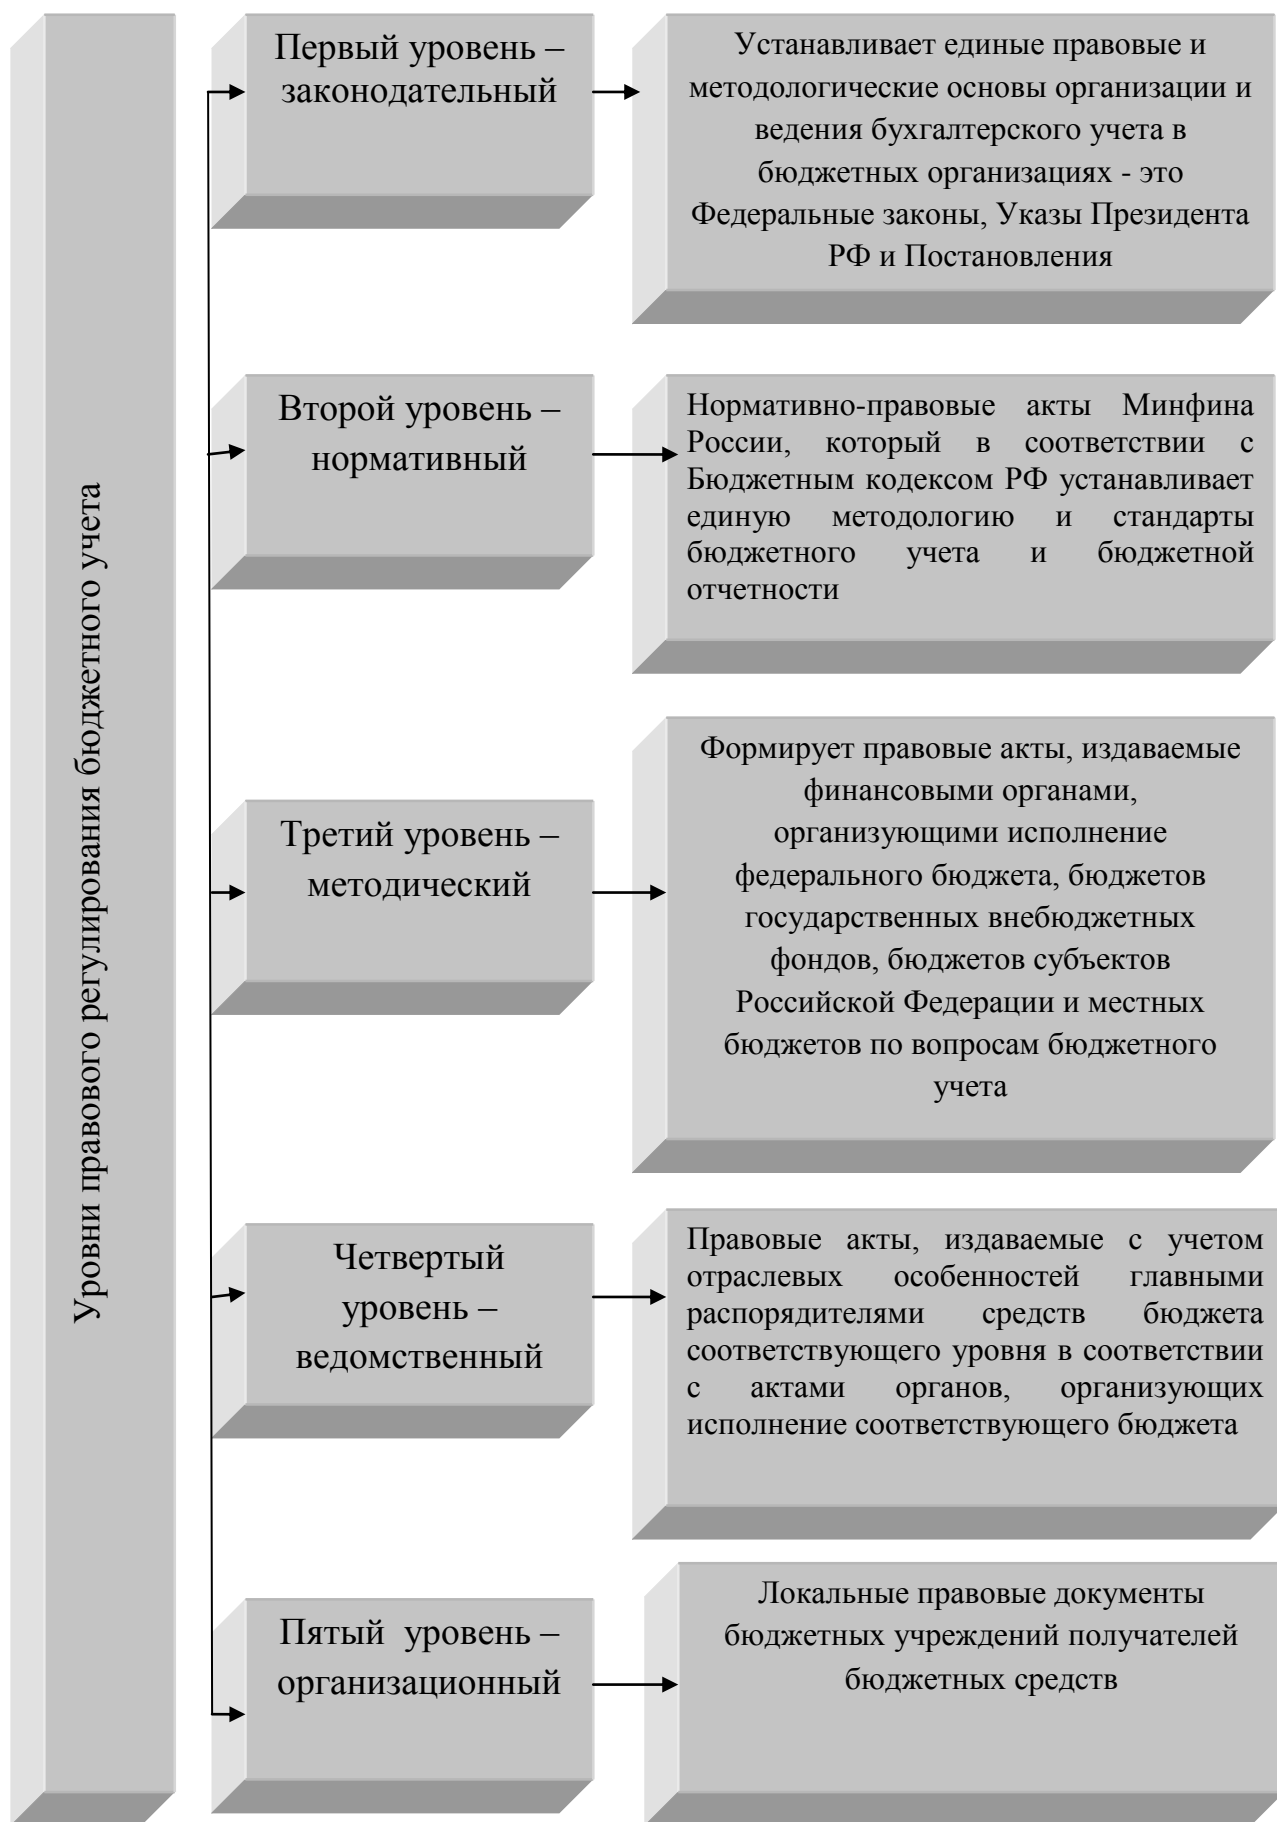 Уровни правового регулирования бюджетного учета
Первый уровень –
законодательный
Устанавливает единые правовые и
методологические основы организации и
ведения бухгалтерского учета в
бюджетных организациях - это
Федеральные законы, Указы Президента
РФ и Постановления
Второй уровень –
нормативный
Нормативно-правовые акты Минфина
России, который в соответствии с
Бюджетным кодексом РФ устанавливает
единую методологию и стандарты
бюджетного учета и бюджетной
отчетности
Третий уровень –
методический
Формирует правовые акты, издаваемые
финансовыми органами,
организующими исполнение
федерального бюджета, бюджетов
государственных внебюджетных
фондов, бюджетов субъектов
Российской Федерации и местных
бюджетов по вопросам бюджетного
учета
Четвертый
уровень –
ведомственный
Правовые акты, издаваемые с учетом
отраслевых особенностей главными
распорядителями средств бюджета
соответствующего уровня в соответствии
с актами органов, организующих
исполнение соответствующего бюджета
Пятый уровень –
организационный
Локальные правовые документы
бюджетных учреждений получателей
бюджетных средств